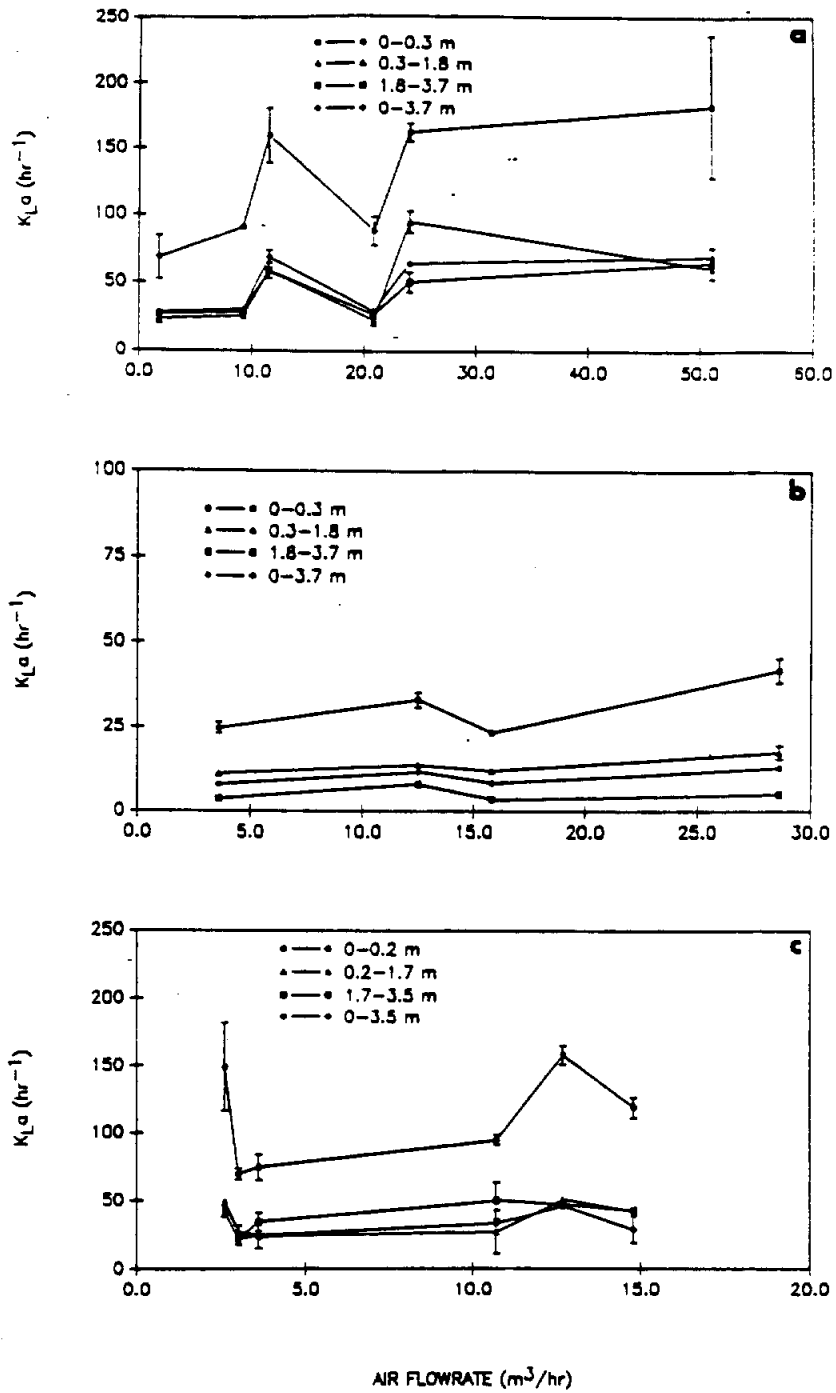 a
250
200
150
100
50
0
K_La (hr⁻¹)
0-0.3 m
0.3-1.8 m
1.8-3.7 m
0-3.7 m
0.0 10.0 20.0 30.0 40.0 50.0 60.0
b
100
75
50
25
0
K_La (hr⁻¹)
0-0.3 m
0.3-1.8 m
1.8-3.7 m
0-3.7 m
0.0 5.0 10.0 15.0 20.0 25.0 30.0
c
250
200
150
100
50
0
K_La (hr⁻¹)
0-0.2 m
0.2-1.7 m
1.7-3.5 m
0-3.5 m
0.0 5.0 10.0 15.0 20.0
AIR FLOWRATE (m³/hr)